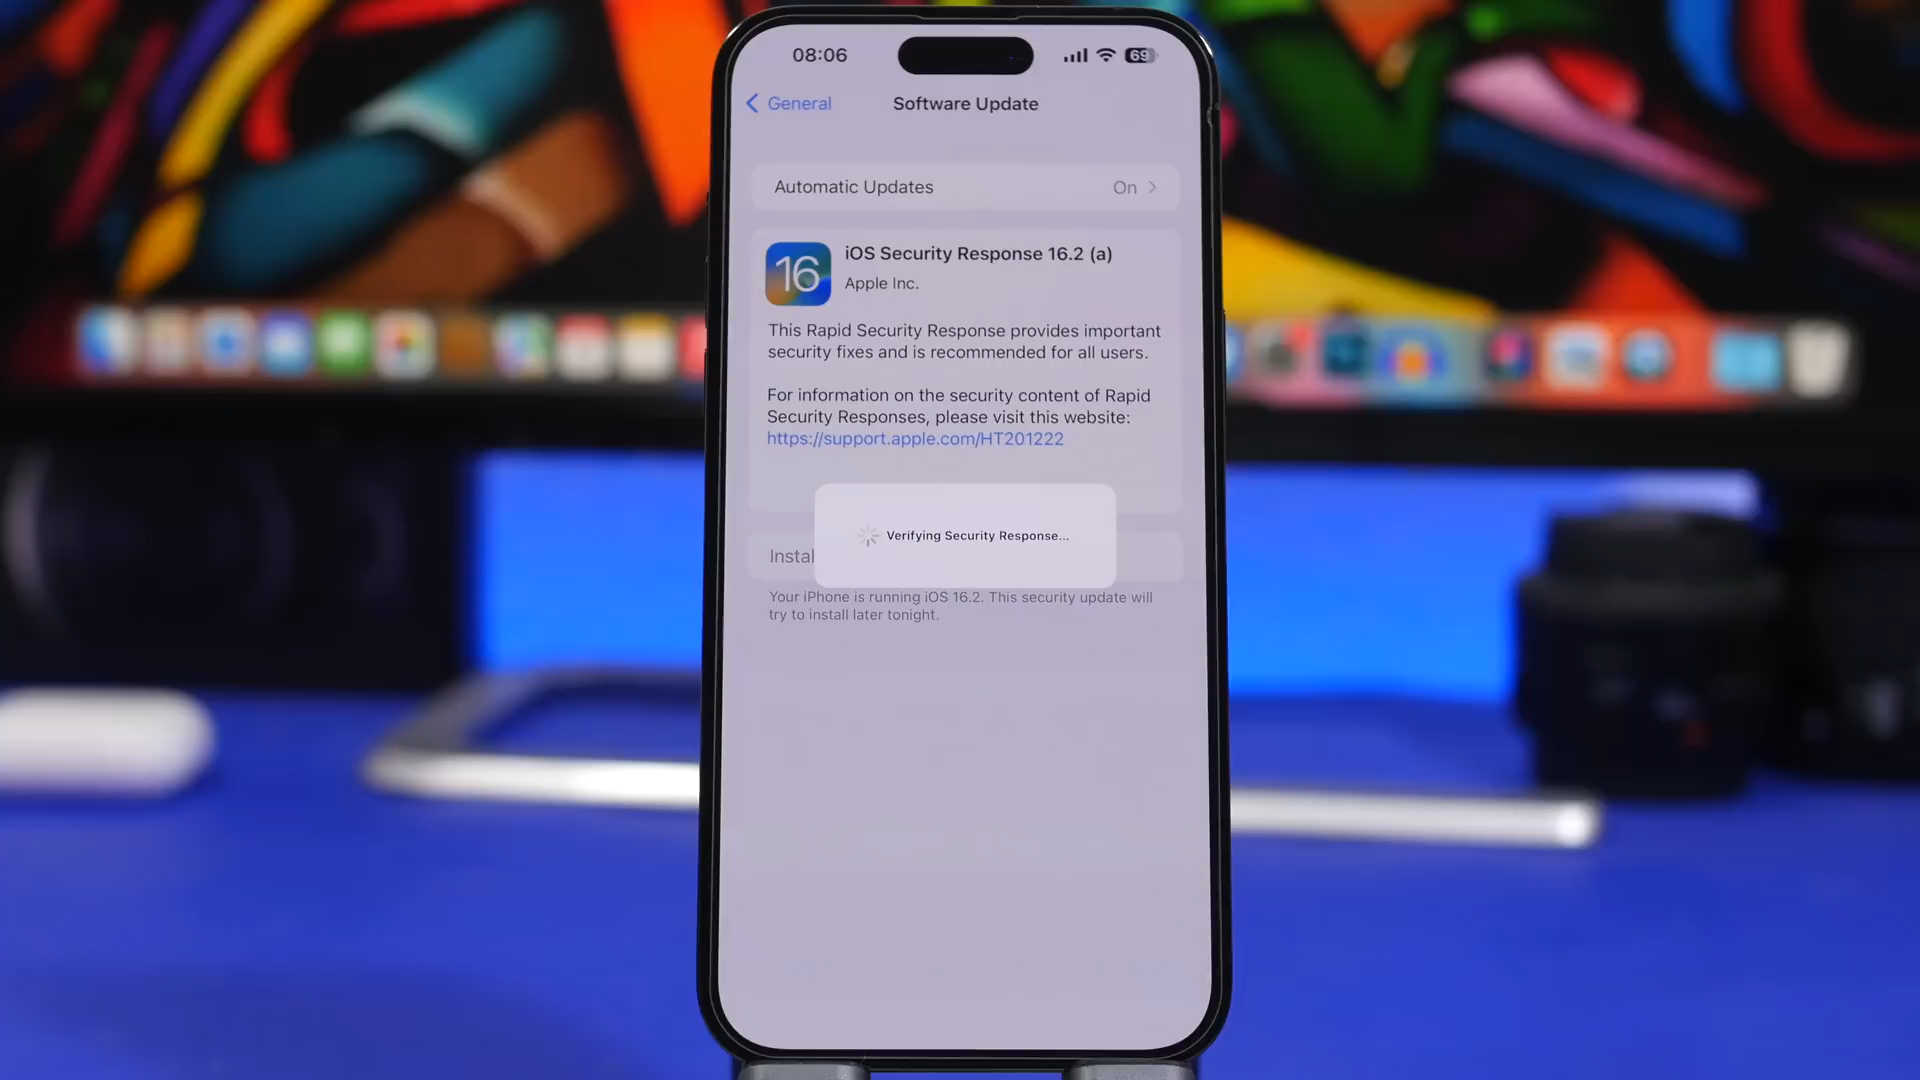 08:06
69
General
Software Update
Automatic Updates
On
16
iOS Security Response 16.2 (a)
Apple Inc.
This Rapid Security Response provides important
security fixes and is recommended for all users.
For information on the security content of Rapid
Security Responses, please visit this website:
https://support.apple.com/HT201222
Verifying Security Response...
Instal
Your iPhone is running iOS 16.2. This security update will
try to install later tonight.